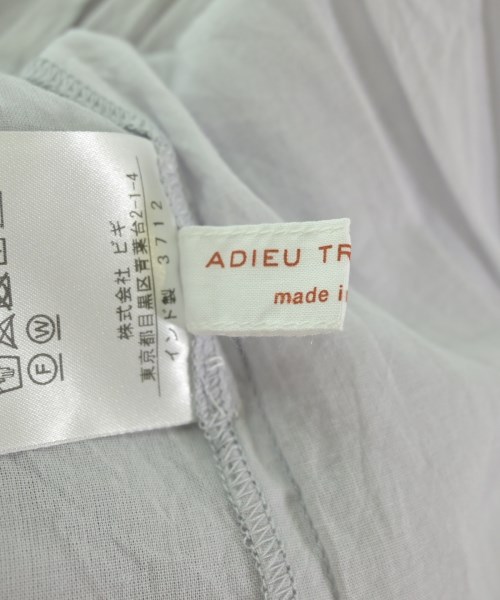 ADIEU TR
made i
株式会社 ビギ
東京都目黒区青葉台2-1-4
インド製 3712
W
F